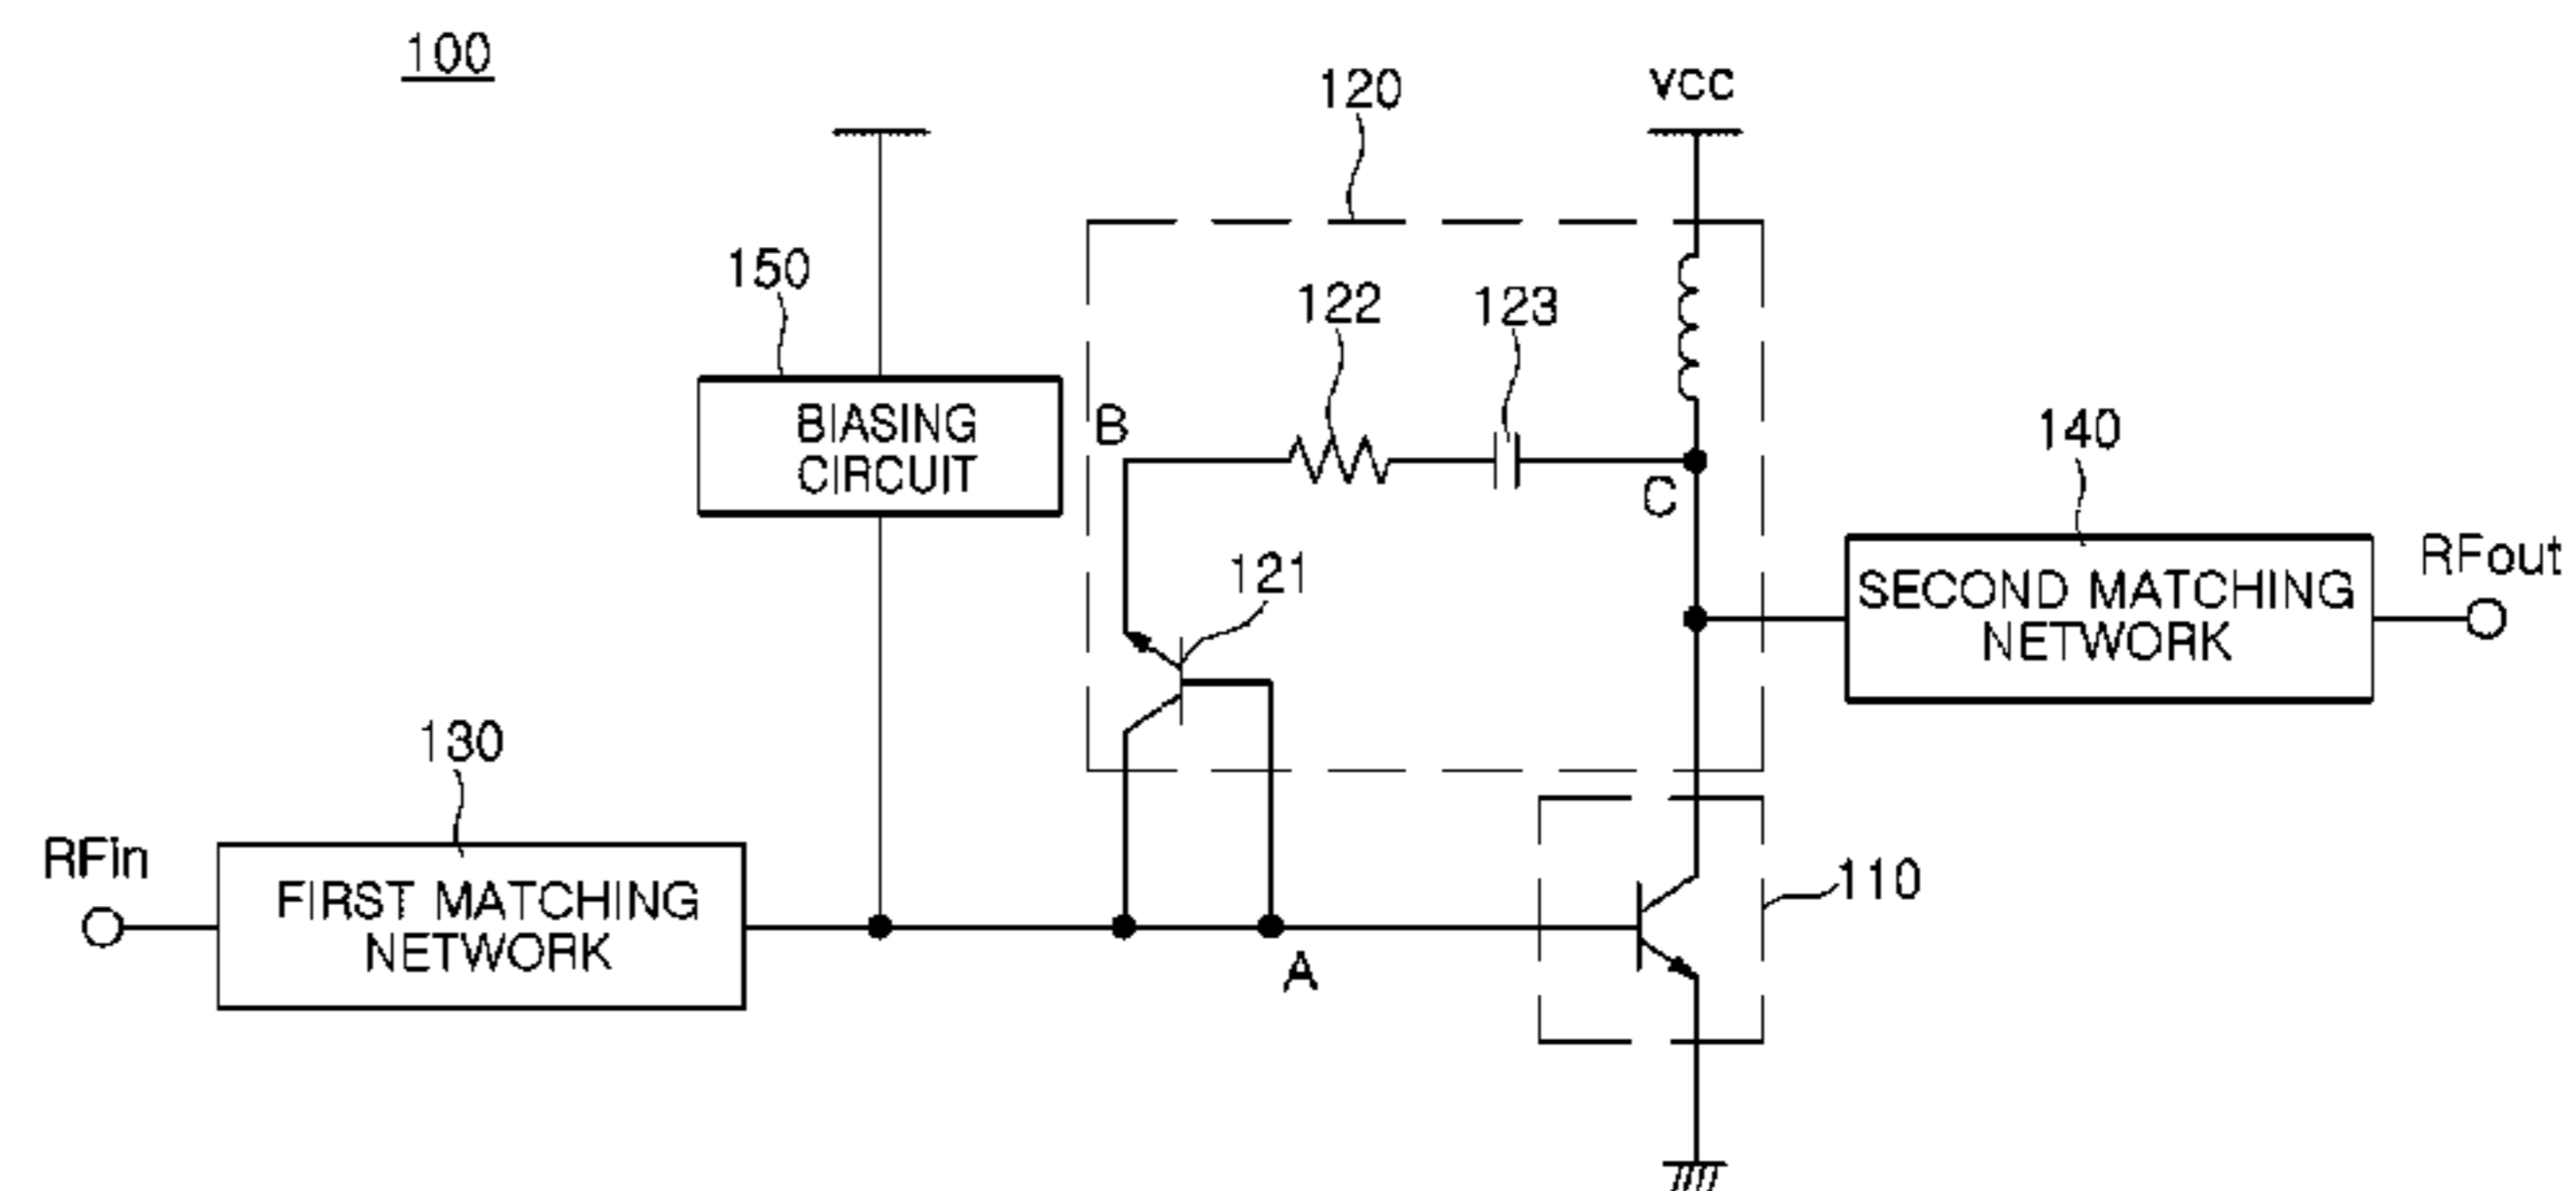 100
120
VCC
150
122
123
B
BIASING
CIRCUIT
140
C
121
RFout
SECOND MATCHING
NETWORK
130
RFin
110
FIRST MATCHING
NETWORK
A